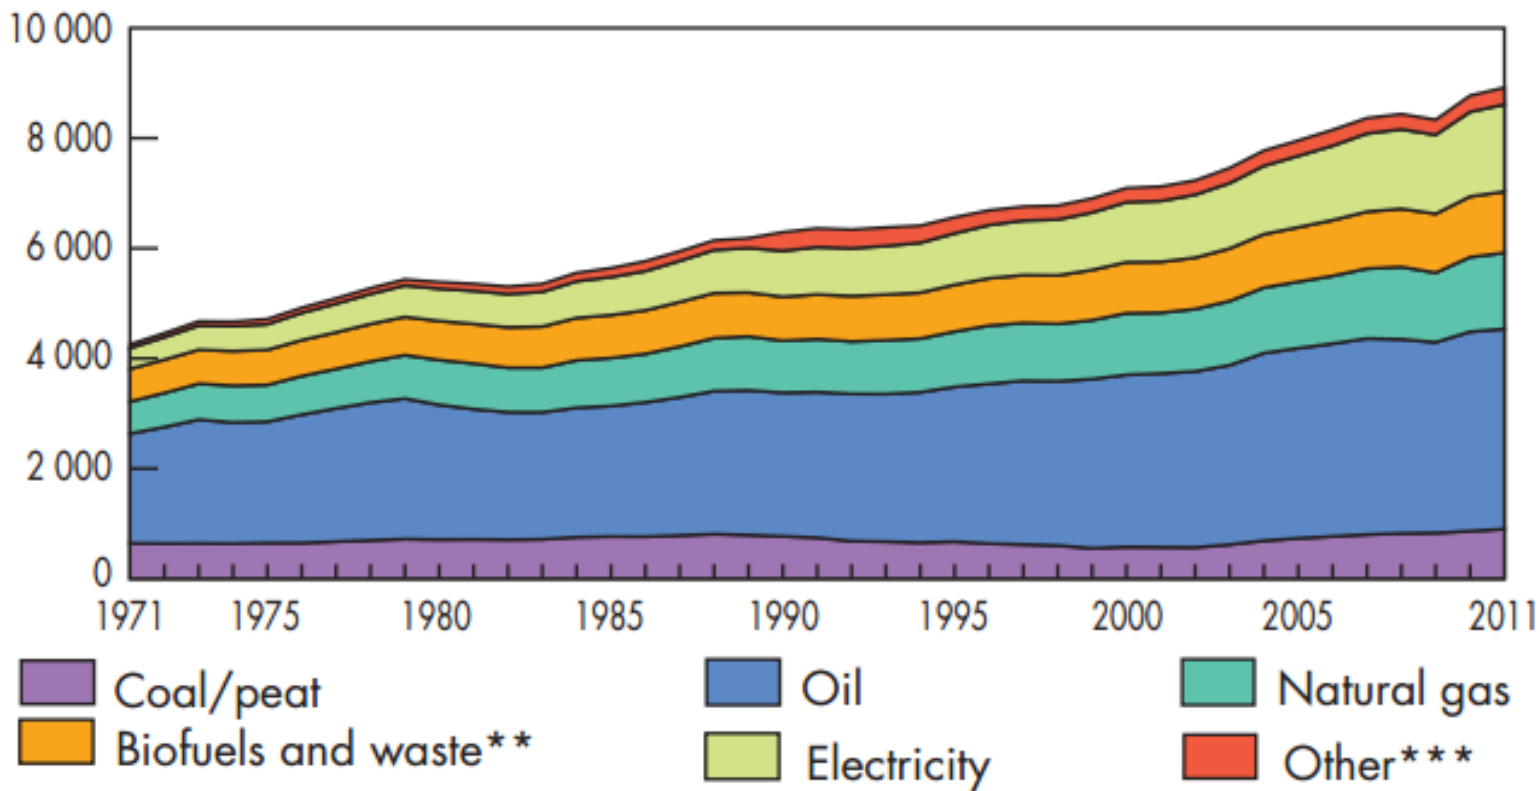 10 000
8 000
6 000
4 000
2 000
0
1971 1975 1980 1985 1990 1995 2000 2005 2011
Coal/peat Oil Natural gas
Biofuels and waste** Electricity Other***